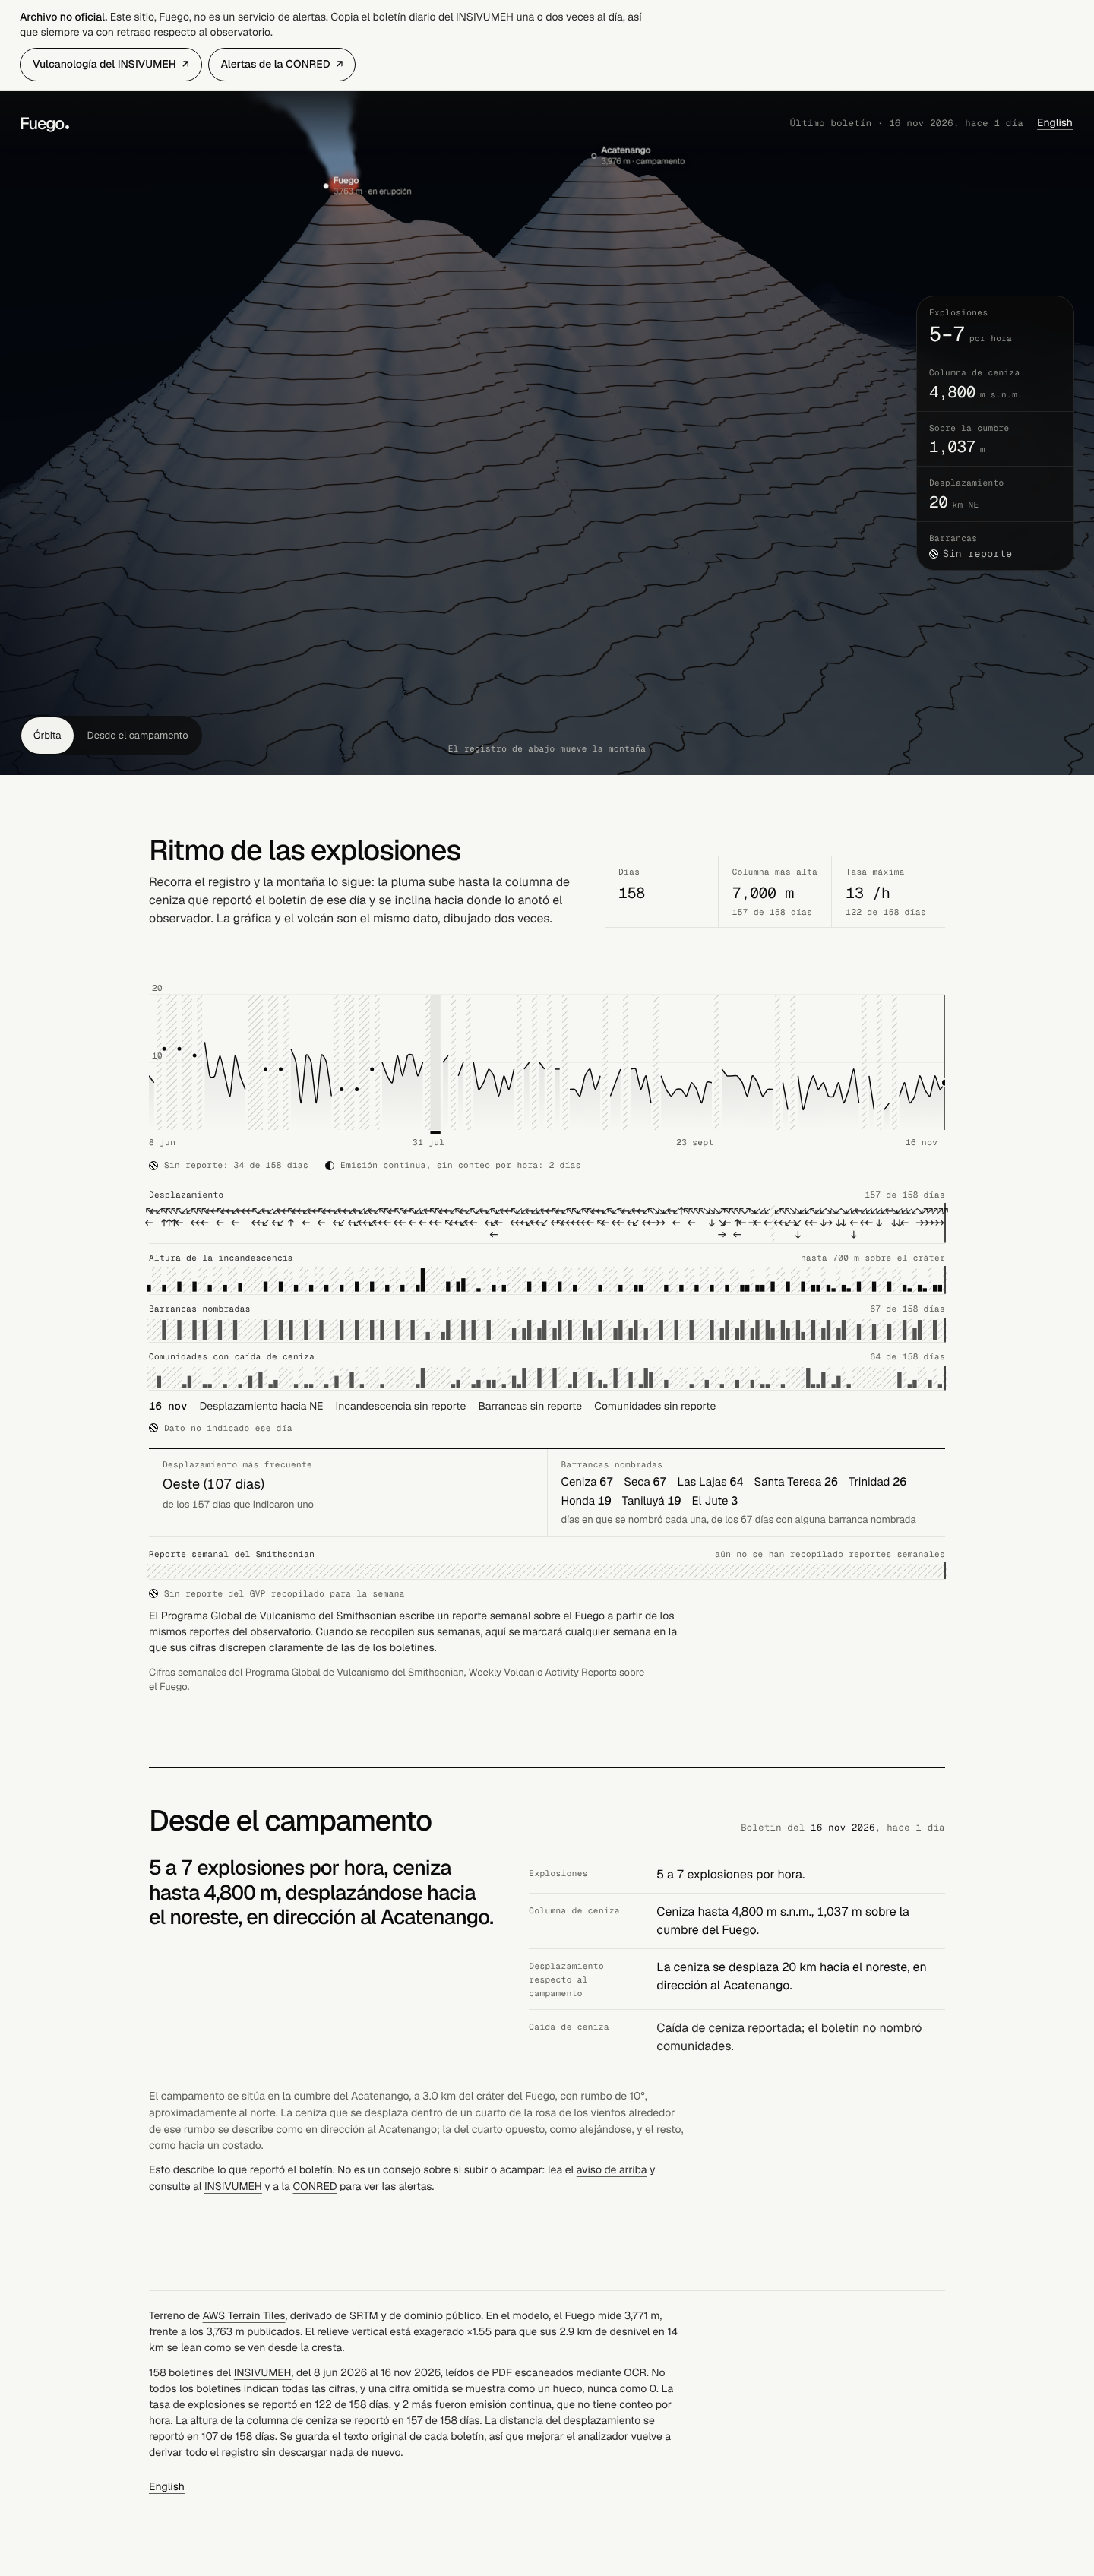 Archivo no oficial. Este sitio, Fuego, no es un servicio de alertas. Copia el boletín diario del INSIVUMEH una o dos veces al día, así
que siempre va con retraso respecto al observatorio.
Vulcanología del INSIVUMEH ↗ Alertas de la CONRED ↗
Fuego.
Último boletín · 16 nov 2026, hace 1 día English
Acatenango
3,976 m · campamento
Fuego
3,763 m · en erupción
Explosiones
5–7 por hora
Columna de ceniza
4,800 m s.n.m.
Sobre la cumbre
1,037 m
Desplazamiento
20 km NE
Barrancas
Sin reporte
Órbita Desde el campamento
El registro de abajo mueve la montaña
Ritmo de las explosiones
Recorra el registro y la montaña lo sigue: la pluma sube hasta la columna de
ceniza que reportó el boletín de ese día y se inclina hacia donde lo anotó el
observador. La gráfica y el volcán son el mismo dato, dibujado dos veces.
Días
158
Columna más alta
7,000 m
157 de 158 días
Tasa máxima
13 /h
122 de 158 días
20
10
8 jun 31 jul 23 sept 16 nov
Sin reporte: 34 de 158 días Emisión continua, sin conteo por hora: 2 días
Desplazamiento 157 de 158 días
Altura de la incandescencia hasta 700 m sobre el cráter
Barrancas nombradas 67 de 158 días
Comunidades con caída de ceniza 64 de 158 días
16 nov Desplazamiento hacia NE Incandescencia sin reporte Barrancas sin reporte Comunidades sin reporte
Dato no indicado ese día
Desplazamiento más frecuente
Oeste (107 días)
de los 157 días que indicaron uno
Barrancas nombradas
Ceniza 67 Seca 67 Las Lajas 64 Santa Teresa 26 Trinidad 26
Honda 19 Taniluyá 19 El Jute 3
días en que se nombró cada una, de los 67 días con alguna barranca nombrada
Reporte semanal del Smithsonian aún no se han recopilado reportes semanales
Sin reporte del GVP recopilado para la semana
El Programa Global de Vulcanismo del Smithsonian escribe un reporte semanal sobre el Fuego a partir de los
mismos reportes del observatorio. Cuando se recopilen sus semanas, aquí se marcará cualquier semana en la
que sus cifras discrepen claramente de las de los boletines.
Cifras semanales del Programa Global de Vulcanismo del Smithsonian, Weekly Volcanic Activity Reports sobre
el Fuego.
Desde el campamento
Boletín del 16 nov 2026, hace 1 día
5 a 7 explosiones por hora, ceniza
hasta 4,800 m, desplazándose hacia
el noreste, en dirección al Acatenango.
Explosiones
5 a 7 explosiones por hora.
Columna de ceniza
Ceniza hasta 4,800 m s.n.m., 1,037 m sobre la
cumbre del Fuego.
Desplazamiento
respecto al
campamento
La ceniza se desplaza 20 km hacia el noreste, en
dirección al Acatenango.
Caída de ceniza
Caída de ceniza reportada; el boletín no nombró
comunidades.
El campamento se sitúa en la cumbre del Acatenango, a 3.0 km del cráter del Fuego, con rumbo de 10°,
aproximadamente al norte. La ceniza que se desplaza dentro de un cuarto de la rosa de los vientos alrededor
de ese rumbo se describe como en dirección al Acatenango; la del cuarto opuesto, como alejándose, y el resto,
como hacia un costado.
Esto describe lo que reportó el boletín. No es un consejo sobre si subir o acampar: lea el aviso de arriba y
consulte al INSIVUMEH y a la CONRED para ver las alertas.
Terreno de AWS Terrain Tiles, derivado de SRTM y de dominio público. En el modelo, el Fuego mide 3,771 m,
frente a los 3,763 m publicados. El relieve vertical está exagerado ×1.55 para que sus 2.9 km de desnivel en 14
km se lean como se ven desde la cresta.
158 boletines del INSIVUMEH, del 8 jun 2026 al 16 nov 2026, leídos de PDF escaneados mediante OCR. No
todos los boletines indican todas las cifras, y una cifra omitida se muestra como un hueco, nunca como 0. La
tasa de explosiones se reportó en 122 de 158 días, y 2 más fueron emisión continua, que no tiene conteo por
hora. La altura de la columna de ceniza se reportó en 157 de 158 días. La distancia del desplazamiento se
reportó en 107 de 158 días. Se guarda el texto original de cada boletín, así que mejorar el analizador vuelve a
derivar todo el registro sin descargar nada de nuevo.
English